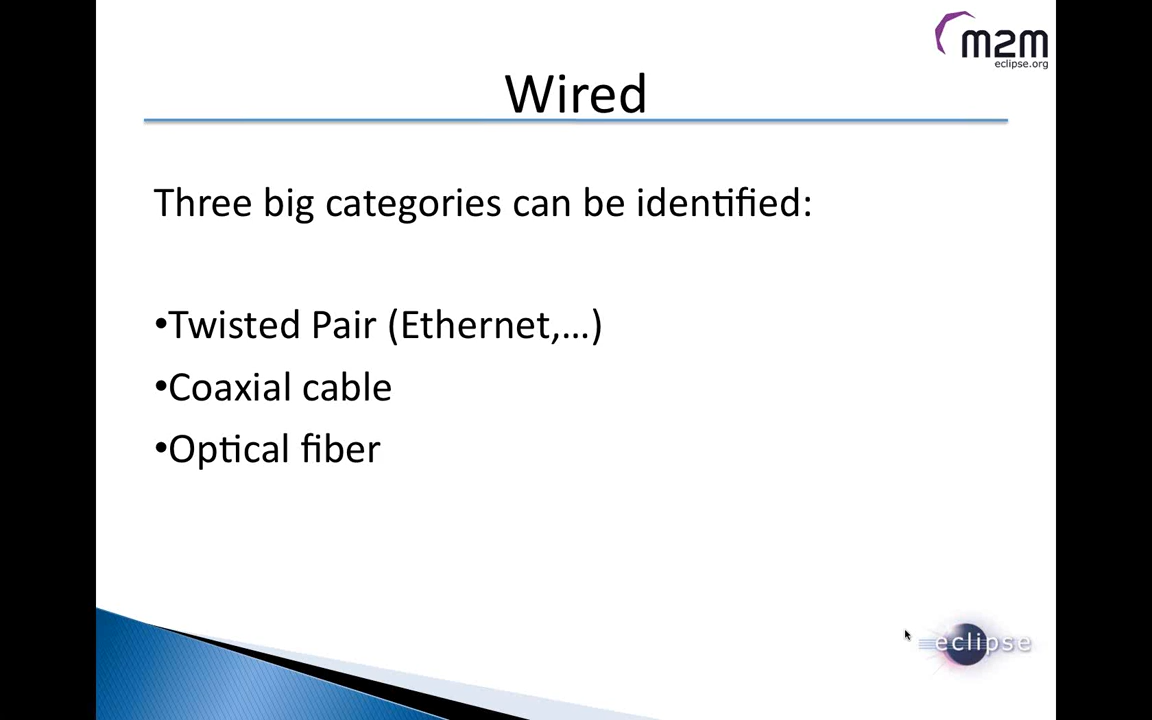 m2m
eclipse.org
Wired
Three big categories can be identified:
•Twisted Pair (Ethernet,...)
•Coaxial cable
•Optical fiber
eclipse